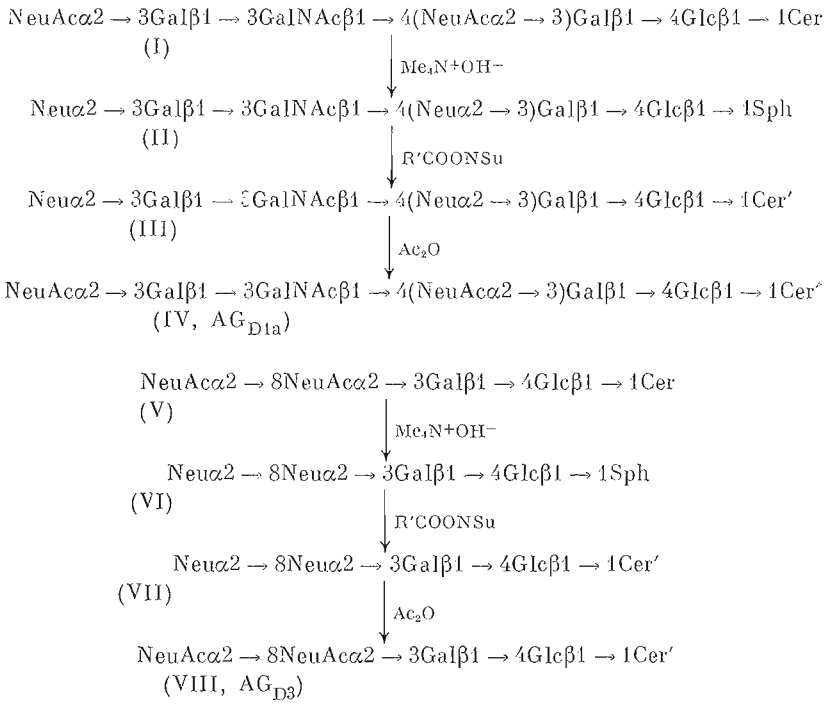 NeuAcα2 → 3Galβ1 → 3GalNAcβ1 → 4(NeuAcα2 → 3)Galβ1 → 4Glcβ1 → 1Cer
(I)
Me₄N⁺OH⁻
Neuα2 → 3Galβ1 → 3GalNAcβ1 → 4(Neuα2 → 3)Galβ1 → 4Glcβ1 → 1Sph
(II)
R′COONSu
Neuα2 → 3Galβ1 → 3GalNAcβ1 → 4(Neuα2 → 3)Galβ1 → 4Glcβ1 → 1Cer′
(III)
Ac₂O
NeuAcα2 → 3Galβ1 → 3GalNAcβ1 → 4(NeuAcα2 → 3)Galβ1 → 4Glcβ1 → 1Cer′
(IV, AG_D1a)
NeuAcα2 → 8NeuAcα2 → 3Galβ1 → 4Glcβ1 → 1Cer
(V)
Me₄N⁺OH⁻
Neuα2 → 8Neuα2 → 3Galβ1 → 4Glcβ1 → 1Sph
(VI)
R′COONSu
Neuα2 → 8Neuα2 → 3Galβ1 → 4Glcβ1 → 1Cer′
(VII)
Ac₂O
NeuAcα2 → 8NeuAcα2 → 3Galβ1 → 4Glcβ1 → 1Cer′
(VIII, AG_D3)